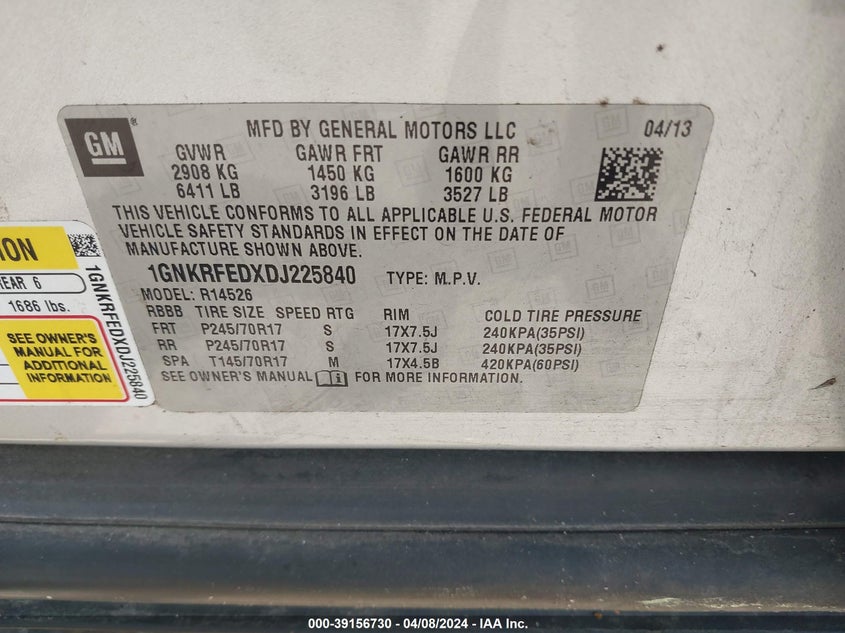 GM
®
MFD BY GENERAL MOTORS LLC 04/13
GVWR GAWR FRT GAWR RR
2908 KG 1450 KG 1600 KG
6411 LB 3196 LB 3527 LB
THIS VEHICLE CONFORMS TO ALL APPLICABLE U.S. FEDERAL MOTOR
VEHICLE SAFETY STANDARDS IN EFFECT ON THE DATE OF
MANUFACTURE SHOWN ABOVE.
1GNKRFEDXDJ225840 TYPE: M.P.V.
MODEL: R14526
RBBB TIRE SIZE SPEED RTG RIM COLD TIRE PRESSURE
FRT P245/70R17 S 17X7.5J 240KPA(35PSI)
RR P245/70R17 S 17X7.5J 240KPA(35PSI)
SPA T145/70R17 M 17X4.5B 420KPA(60PSI)
SEE OWNER'S MANUAL FOR MORE INFORMATION.
6
1686 lbs.
SEE OWNER'S
MANUAL FOR
ADDITIONAL
INFORMATION
1GNKRFEDXDJ225840
000-39156730 - 04/08/2024 - IAA Inc.